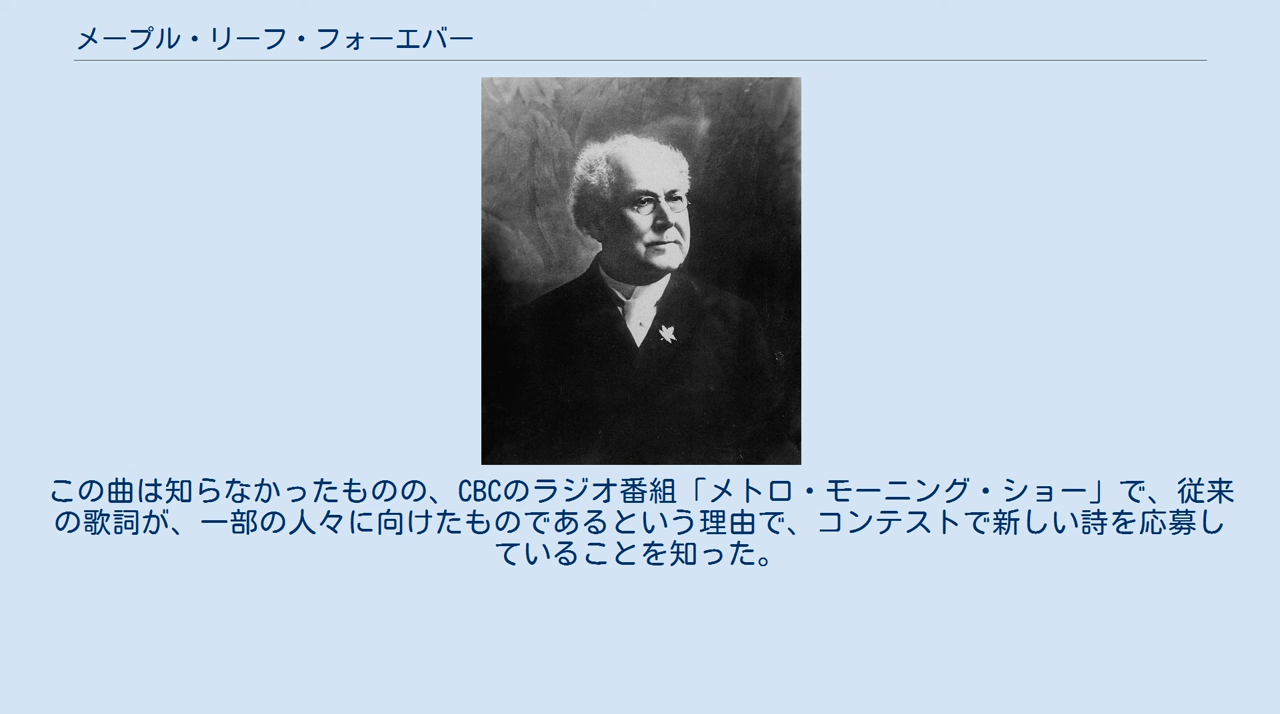 メープル・リーフ・フォーエバー
この曲は知らなかったものの、CBCのラジオ番組「メトロ・モーニング・ショー」で、従来
の歌詞が、一部の人々に向けたものであるという理由で、コンテストで新しい詩を応募し
ていることを知った。